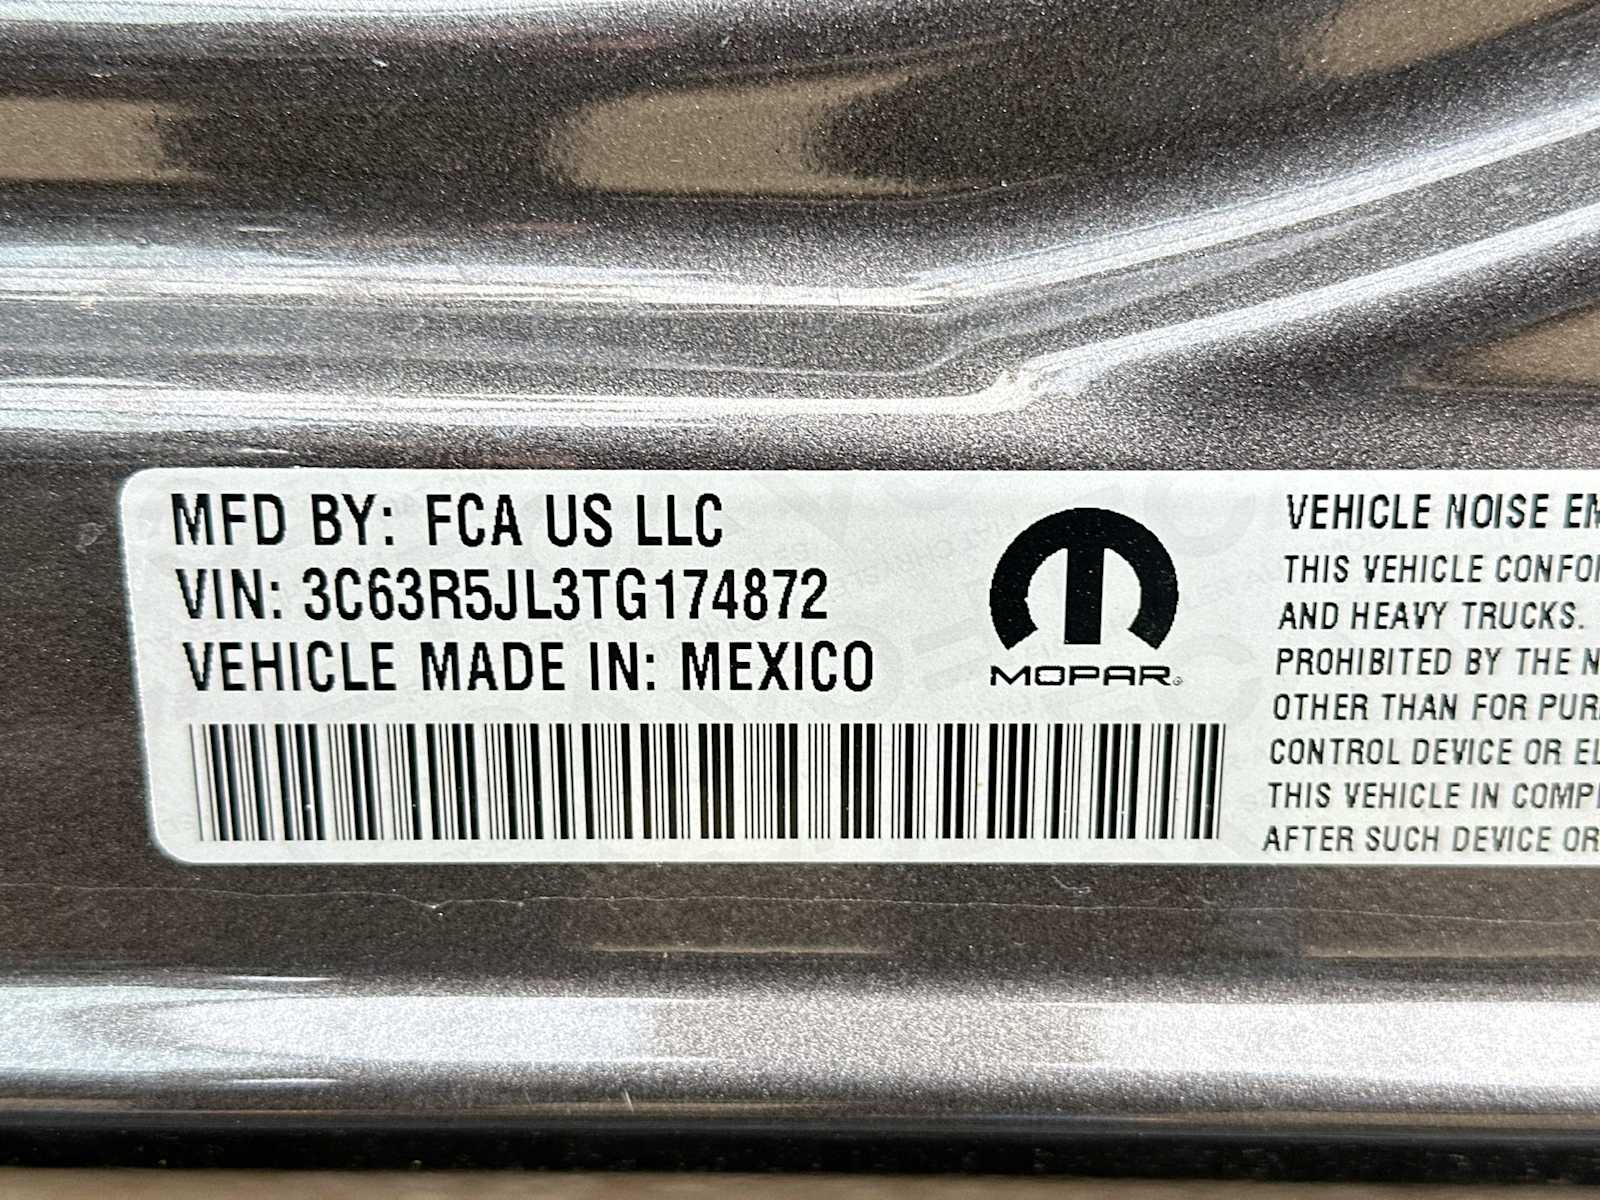 MFD BY: FCA US LLC
VIN: 3C63R5JL3TG174872
VEHICLE MADE IN: MEXICO
MOPAR
VEHICLE NOISE EM
THIS VEHICLE CONFO
AND HEAVY TRUCKS.
PROHIBITED BY THE N
OTHER THAN FOR PUR
CONTROL DEVICE OR EL
THIS VEHICLE IN COMP
AFTER SUCH DEVICE OR